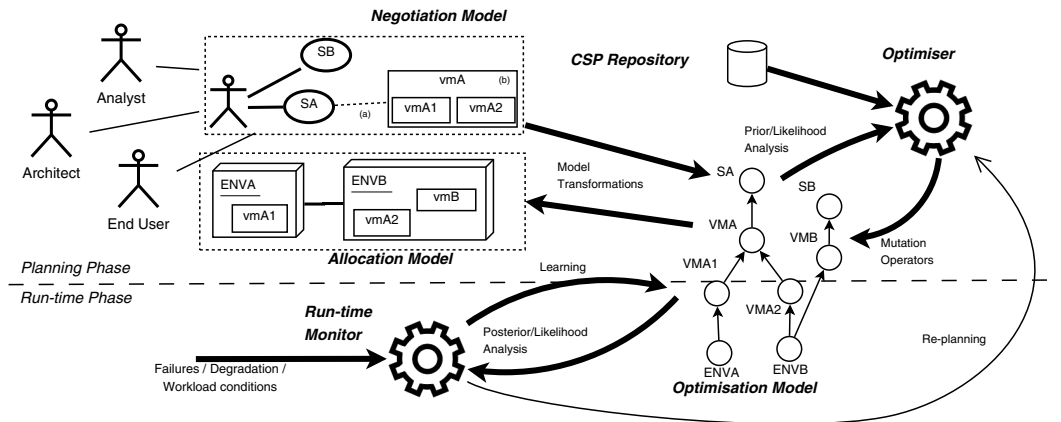 Negotiation Model
SB
SA
(a)
vmA
(b)
vmA1
vmA2
Analyst
Architect
End User
CSP Repository
Optimiser
Prior/Likelihood
Analysis
Model
Transformations
ENVA
vmA1
ENVB
vmA2
vmB
Allocation Model
SA
SB
VMA
VMB
VMA1
VMA2
ENVA
ENVB
Optimisation Model
Mutation
Operators
Planning Phase
Run-time Phase
Learning
Run-time
Monitor
Posterior/Likelihood
Analysis
Failures / Degradation /
Workload conditions
Re-planning